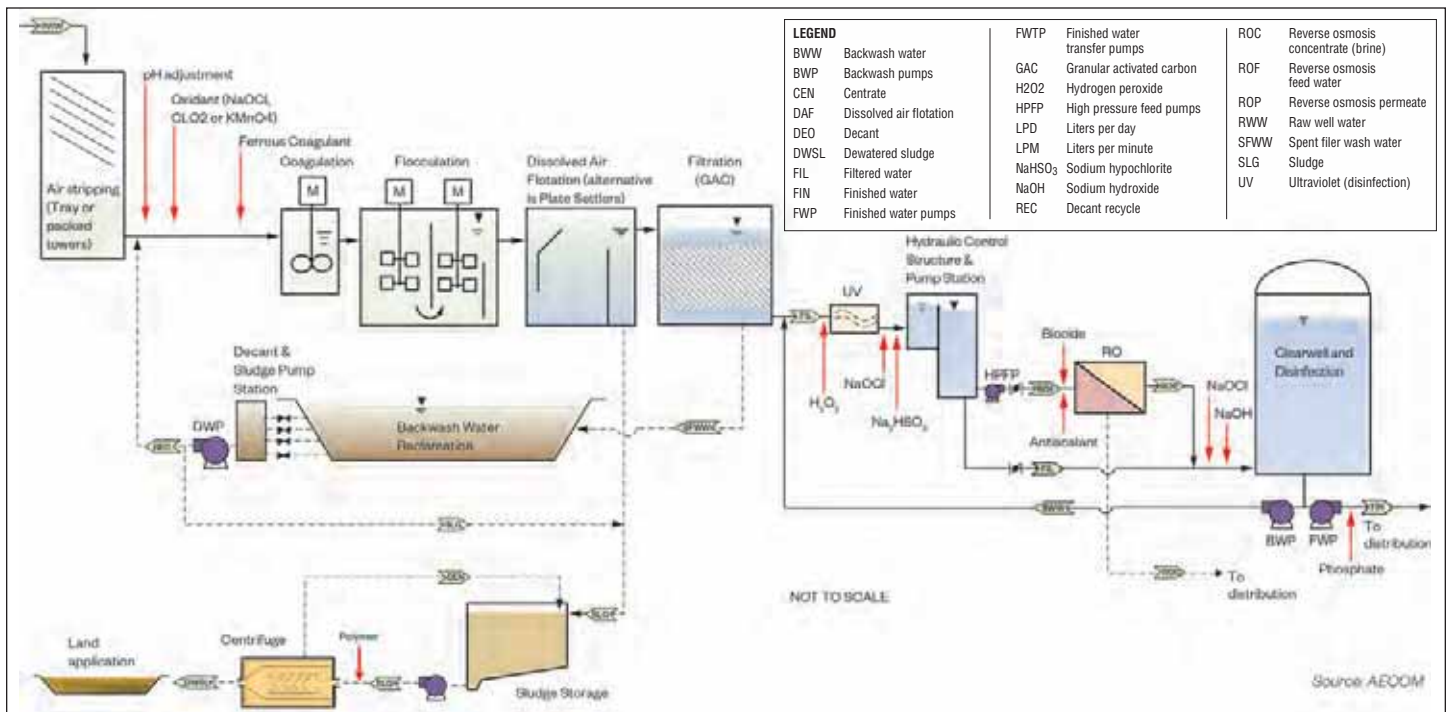 LEGEND
BWW Backwash water
BWP Backwash pumps
CEN Centrate
DAF Dissolved air flotation
DEO Decant
DWSL Dewatered sludge
FIL Filtered water
FIN Finished water
FWP Finished water pumps
FWTP Finished water
transfer pumps
GAC Granular activated carbon
H2O2 Hydrogen peroxide
HPFP High pressure feed pumps
LPD Liters per day
LPM Liters per minute
NaHSO₃ Sodium hypochlorite
NaOH Sodium hydroxide
REC Decant recycle
ROC Reverse osmosis
concentrate (brine)
ROF Reverse osmosis
feed water
ROP Reverse osmosis permeate
RWW Raw well water
SFWW Spent filer wash water
SLG Sludge
UV Ultraviolet (disinfection)
pH adjustment
Oxidant (NaOCl,
CLO2 or KMnO4)
Ferrous Coagulant
Air stripping
(Tray or
packed
towers)
Coagulation
M
Flocculation
M
M
Dissolved Air
Flotation (alternative
is Plate Settlers)
Filtration
(GAC)
UV
H₂O₂
NaOCl
Hydraulic Control
Structure &
Pump Station
HPFP
Biocide
RO
Antiscalant
FIL
NaOCl
NaOH
Clearwell and
Disinfection
BWP
FWP
To
distribution
Phosphate
To
distribution
Decant &
Sludge Pump
Station
DWP
Backwash Water
Reclamation
NOT TO SCALE
Land
application
Centrifuge
Polymer
Sludge Storage
Source: AECOM